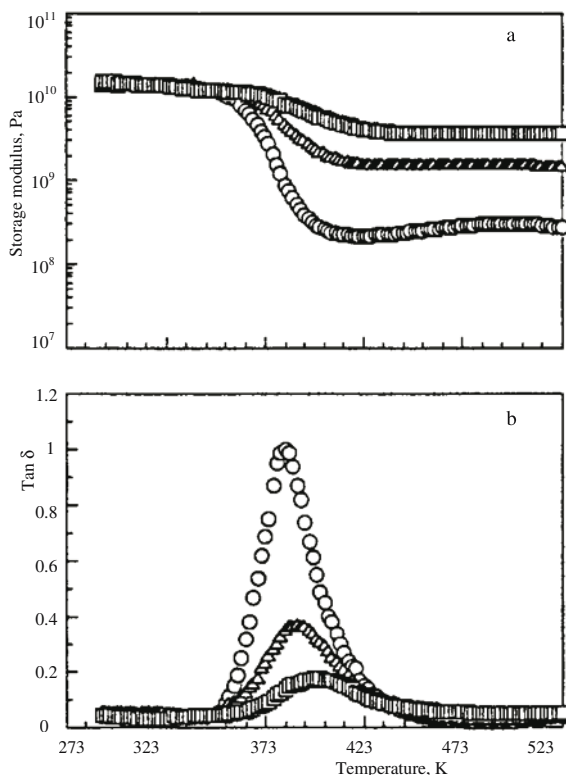 10^11
a
10^10
Storage modulus, Pa
10^9
10^8
10^7
1.2
b
1
Tan δ
0.8
0.6
0.4
0.2
0
273 323 373 423 473 523
Temperature, K